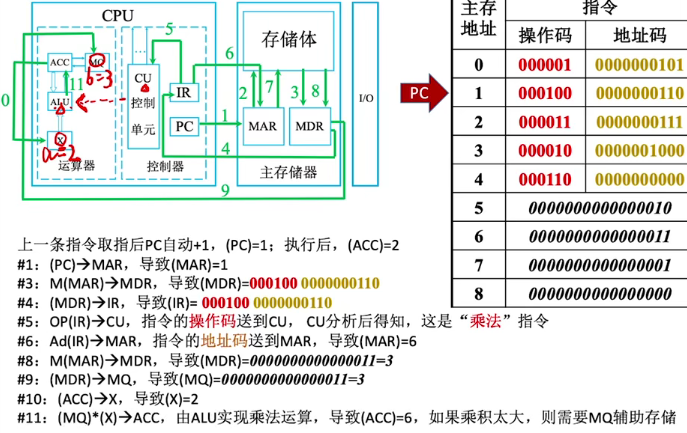 CPU
ACC
MQ
b=3
11
ALU
X
a=2
运算器
0
5
CU
控制
单元
IR
PC
控制器
6
1
4
9
存储体
2
7
3
8
MAR
MDR
主存储器
I/O
PC
主存地址 指令
操作码 地址码
0 000001 0000000101
1 000100 0000000110
2 000011 0000000111
3 000010 0000001000
4 000110 0000000000
5 0000000000000010
6 0000000000000011
7 0000000000000001
8 0000000000000000
上一条指令取指后PC自动+1，(PC)=1；执行后，(ACC)=2
#1：(PC)→MAR，导致(MAR)=1
#3：M(MAR)→MDR，导致(MDR)=000100 0000000110
#4：(MDR)→IR，导致(IR)= 000100 0000000110
#5：OP(IR)→CU，指令的操作码送到CU，CU分析后得知，这是“乘法”指令
#6：Ad(IR)→MAR，指令的地址码送到MAR，导致(MAR)=6
#8：M(MAR)→MDR，导致(MDR)=0000000000000011=3
#9：(MDR)→MQ，导致(MQ)=0000000000000011=3
#10：(ACC)→X，导致(X)=2
#11：(MQ)*(X)→ACC，由ALU实现乘法运算，导致(ACC)=6，如果乘积太大，则需要MQ辅助存储